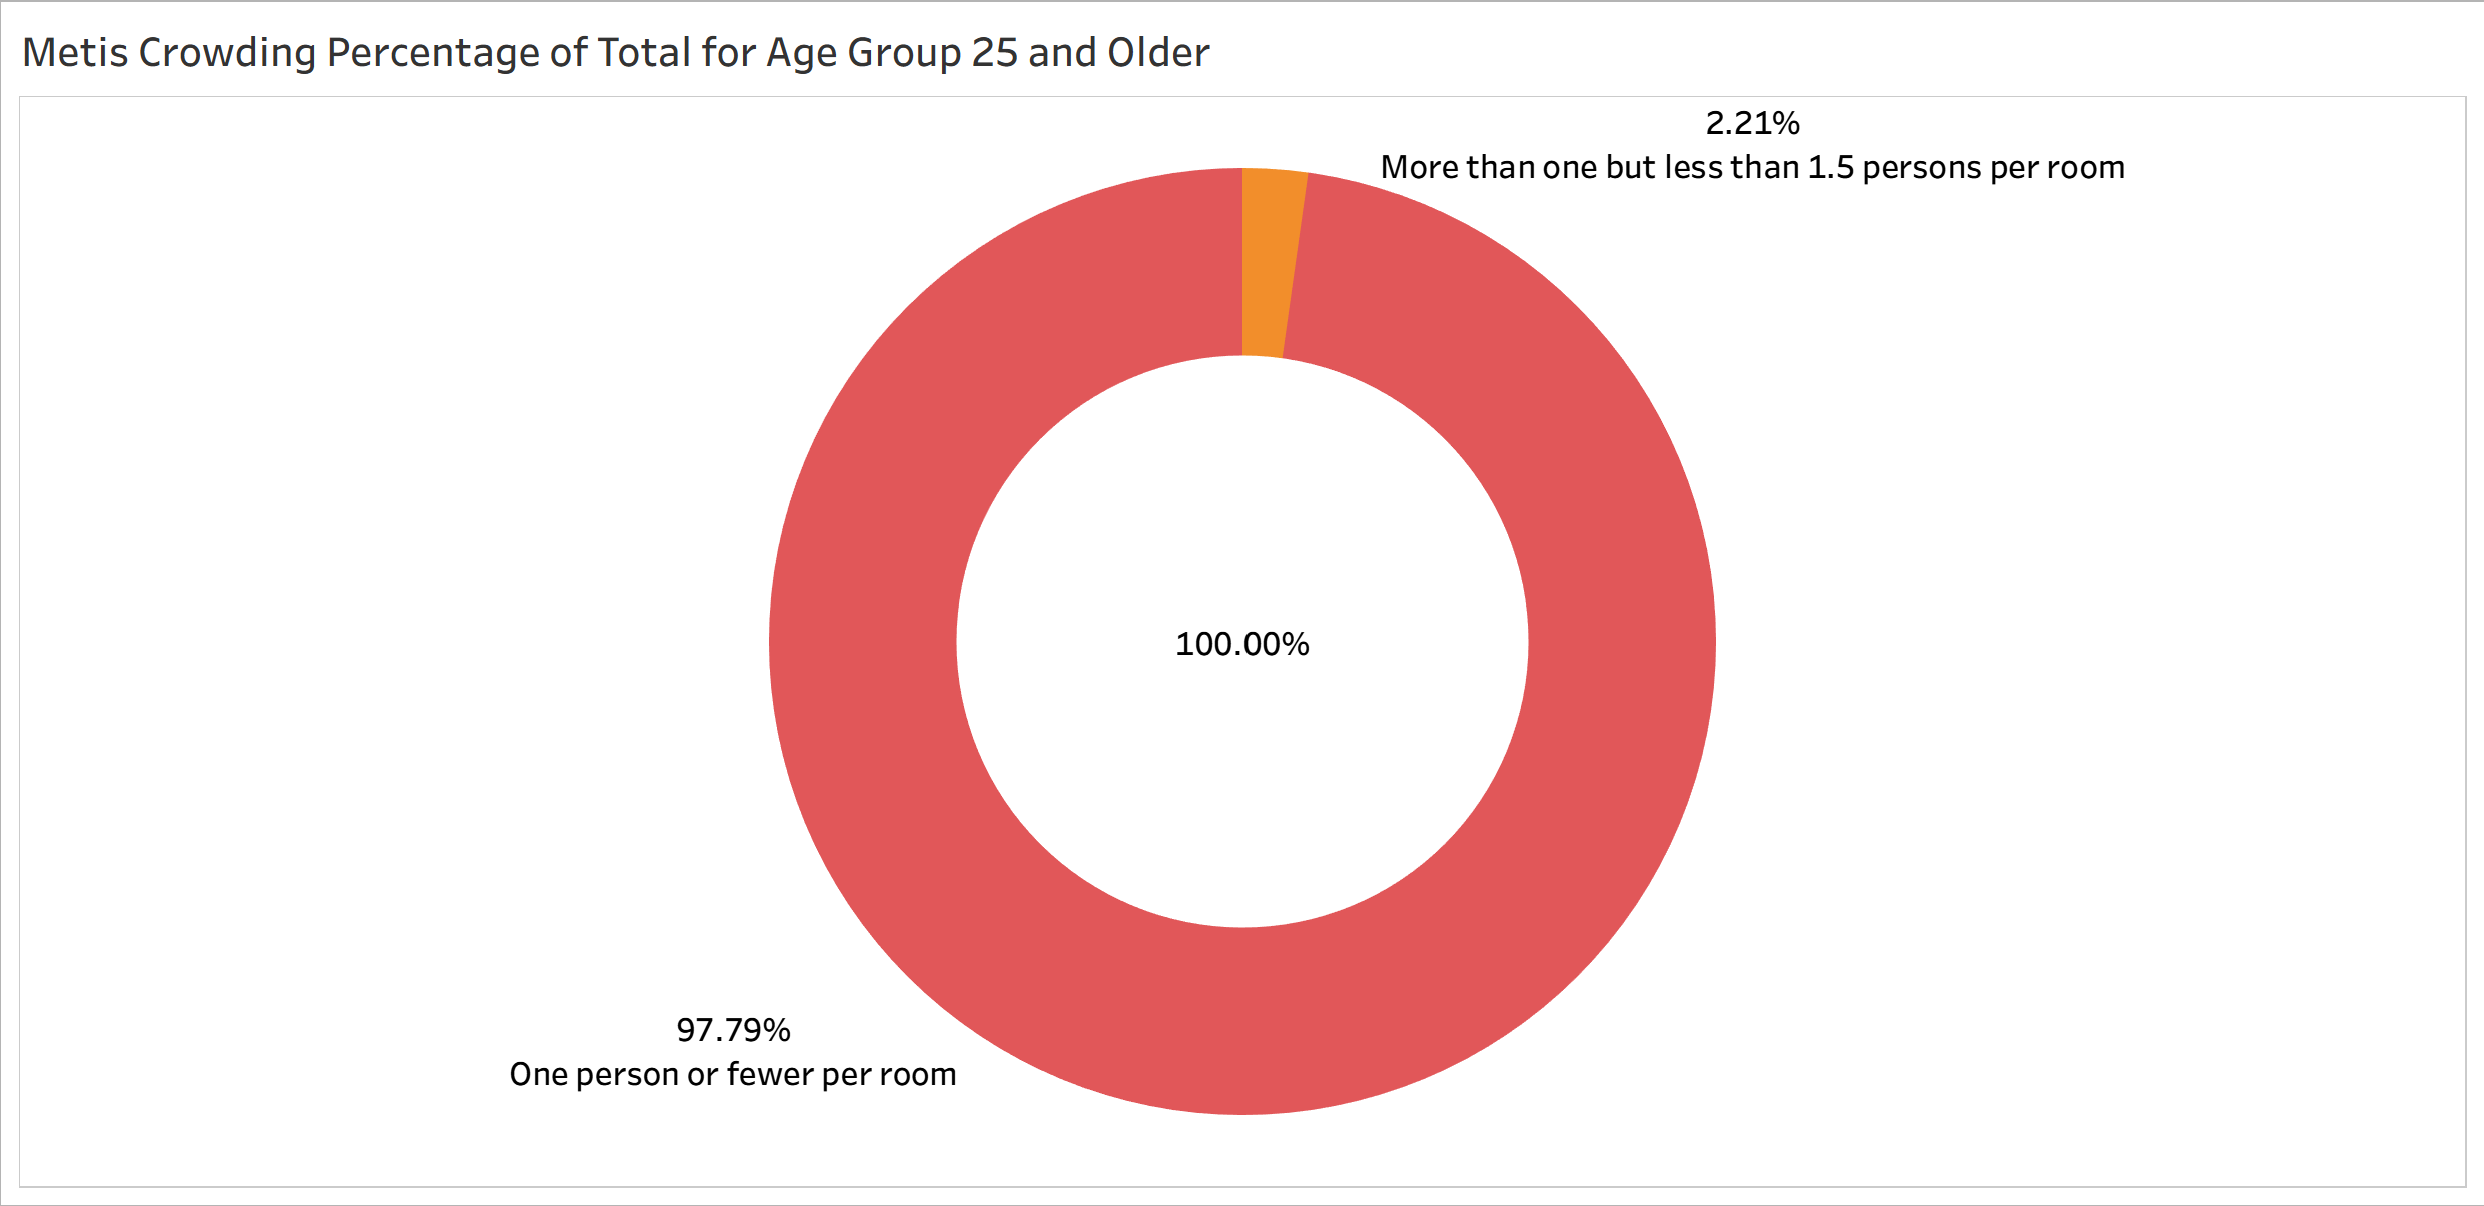 Metis Crowding Percentage of Total for Age Group 25 and Older
2.21%
More than one but less than 1.5 persons per room
100.00%
97.79%
One person or fewer per room